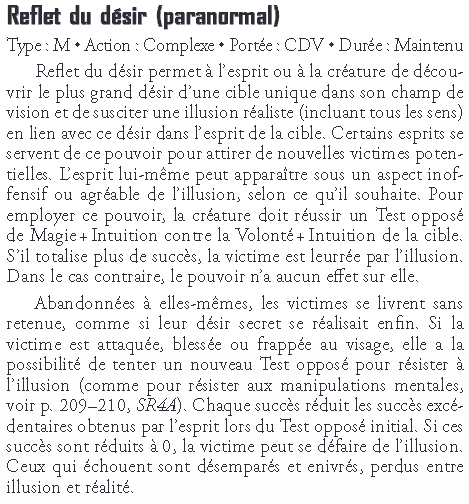 Reflet du désir (paranormal)
Type : M • Action : Complexe • Portée : CDV • Durée : Maintenu
Reflet du désir permet à l'esprit ou à la créature de décou-
vrir le plus grand désir d'une cible unique dans son champ de
vision et de susciter une illusion réaliste (incluant tous les sens)
en lien avec ce désir dans l'esprit de la cible. Certains esprits se
servent de ce pouvoir pour attirer de nouvelles victimes poten-
tielles. L'esprit lui-même peut apparaître sous un aspect inof-
fensif ou agréable de l'illusion, selon ce qu'il souhaite. Pour
employer ce pouvoir, la créature doit réussir un Test opposé
de Magie + Intuition contre la Volonté + Intuition de la cible.
S'il totalise plus de succès, la victime est leurrée par l'illusion.
Dans le cas contraire, le pouvoir n'a aucun effet sur elle.
Abandonnées à elles-mêmes, les victimes se livrent sans
retenue, comme si leur désir secret se réalisait enfin. Si la
victime est attaquée, blessée ou frappée au visage, elle a la
possibilité de tenter un nouveau Test opposé pour résister à
l'illusion (comme pour résister aux manipulations mentales,
voir p. 209–210, SR4A). Chaque succès réduit les succès excé-
dentaires obtenus par l'esprit lors du Test opposé initial. Si ces
succès sont réduits à 0, la victime peut se défaire de l'illusion.
Ceux qui échouent sont désemparés et enivrés, perdus entre
illusion et réalité.